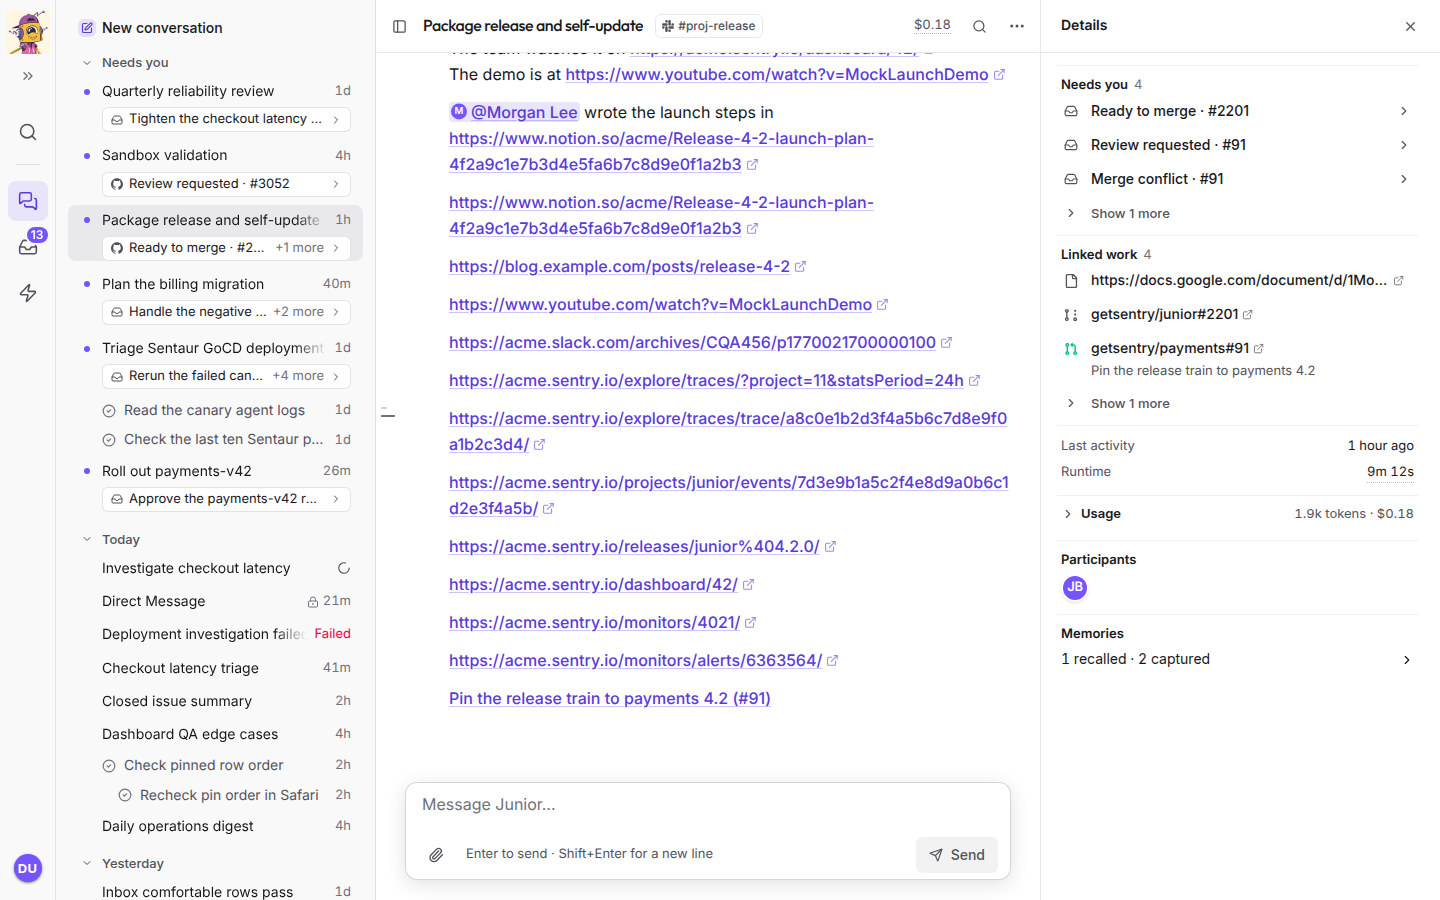 New conversation
Needs you
Quarterly reliability review 1d
Tighten the checkout latency ...
Sandbox validation 4h
Review requested · #3052
Package release and self-update 1h
Ready to merge · #2... +1 more
Plan the billing migration 40m
Handle the negative ... +2 more
Triage Sentaur GoCD deployment 1d
Rerun the failed can... +4 more
Read the canary agent logs 1d
Check the last ten Sentaur p... 1d
Roll out payments-v42 26m
Approve the payments-v42 r...
Today
Investigate checkout latency
Direct Message 21m
Deployment investigation failed Failed
Checkout latency triage 41m
Closed issue summary 2h
Dashboard QA edge cases 4h
Check pinned row order 2h
Recheck pin order in Safari 2h
Daily operations digest 4h
Yesterday
Inbox comfortable rows pass 1d
13
DU
Package release and self-update #proj-release $0.18
The demo is at https://www.youtube.com/watch?v=MockLaunchDemo
M @Morgan Lee wrote the launch steps in
https://www.notion.so/acme/Release-4-2-launch-plan-
4f2a9c1e7b3d4e5fa6b7c8d9e0f1a2b3
https://www.notion.so/acme/Release-4-2-launch-plan-
4f2a9c1e7b3d4e5fa6b7c8d9e0f1a2b3
https://blog.example.com/posts/release-4-2
https://www.youtube.com/watch?v=MockLaunchDemo
https://acme.slack.com/archives/CQA456/p1770021700000100
https://acme.sentry.io/explore/traces/?project=11&statsPeriod=24h
https://acme.sentry.io/explore/traces/trace/a8c0e1b2d3f4a5b6c7d8e9f0
a1b2c3d4/
https://acme.sentry.io/projects/junior/events/7d3e9b1a5c2f4e8d9a0b6c1
d2e3f4a5b/
https://acme.sentry.io/releases/junior%404.2.0/
https://acme.sentry.io/dashboard/42/
https://acme.sentry.io/monitors/4021/
https://acme.sentry.io/monitors/alerts/6363564/
Pin the release train to payments 4.2 (#91)
Message Junior...
Enter to send · Shift+Enter for a new line
Send
Details
Needs you 4
Ready to merge · #2201
Review requested · #91
Merge conflict · #91
Show 1 more
Linked work 4
https://docs.google.com/document/d/1Mo...
getsentry/junior#2201
getsentry/payments#91
Pin the release train to payments 4.2
Show 1 more
Last activity 1 hour ago
Runtime 9m 12s
Usage 1.9k tokens · $0.18
Participants
JB
Memories
1 recalled · 2 captured